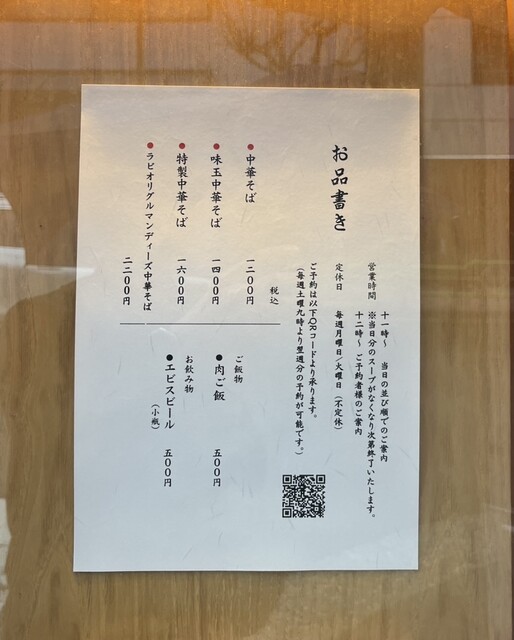 お品書き
営業時間
十一時～　当日の並び順でのご案内
※当日分のスープがなくなり次第終了いたします。
十二時～　ご予約者様のご案内
定休日　毎週月曜日/火曜日（不定休）
ご予約は以下QRコードより承ります。
（毎週土曜九時より翌週分の予約が可能です。）
税込
●中華そば　一二〇〇円
●味玉中華そば　一四〇〇円
●特製中華そば　一六〇〇円
●ラビオリグルマンディーズ中華そば　二二〇〇円
ご飯物
●肉ご飯　五〇〇円
お飲み物
●エビスビール　五〇〇円
（小瓶）